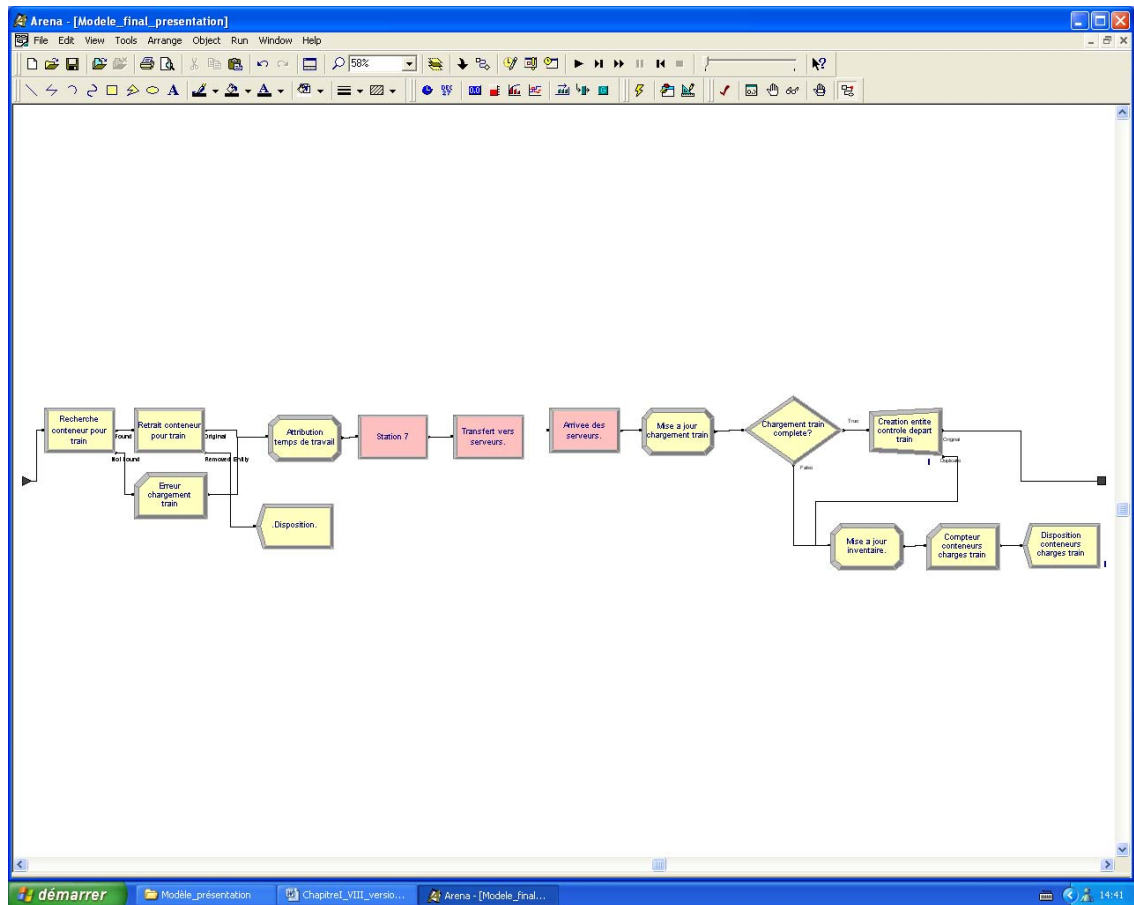 Arena - [Modele_final_presentation]
File Edit View Tools Arrange Object Run Window Help
58%
A
Recherche
conteneur pour
train
Found
Not Found
Retrait conteneur
pour train
Original
Removed Entity
Erreur
chargement
train
.Disposition.
Attribution
temps de travail
Station 7
Transfert vers
serveurs.
Arrivee des
serveurs.
Mise a jour
chargement train
Chargement train
complete?
True
False
Creation entite
controle depart
train
Original
Duplicate
Mise a jour
inventaire.
Compteur
conteneurs
charges train
Disposition
conteneurs
charges train
démarrer
Modèle_présentation
ChapitreI_VIII_versio...
Arena - [Modele_final...
14:41